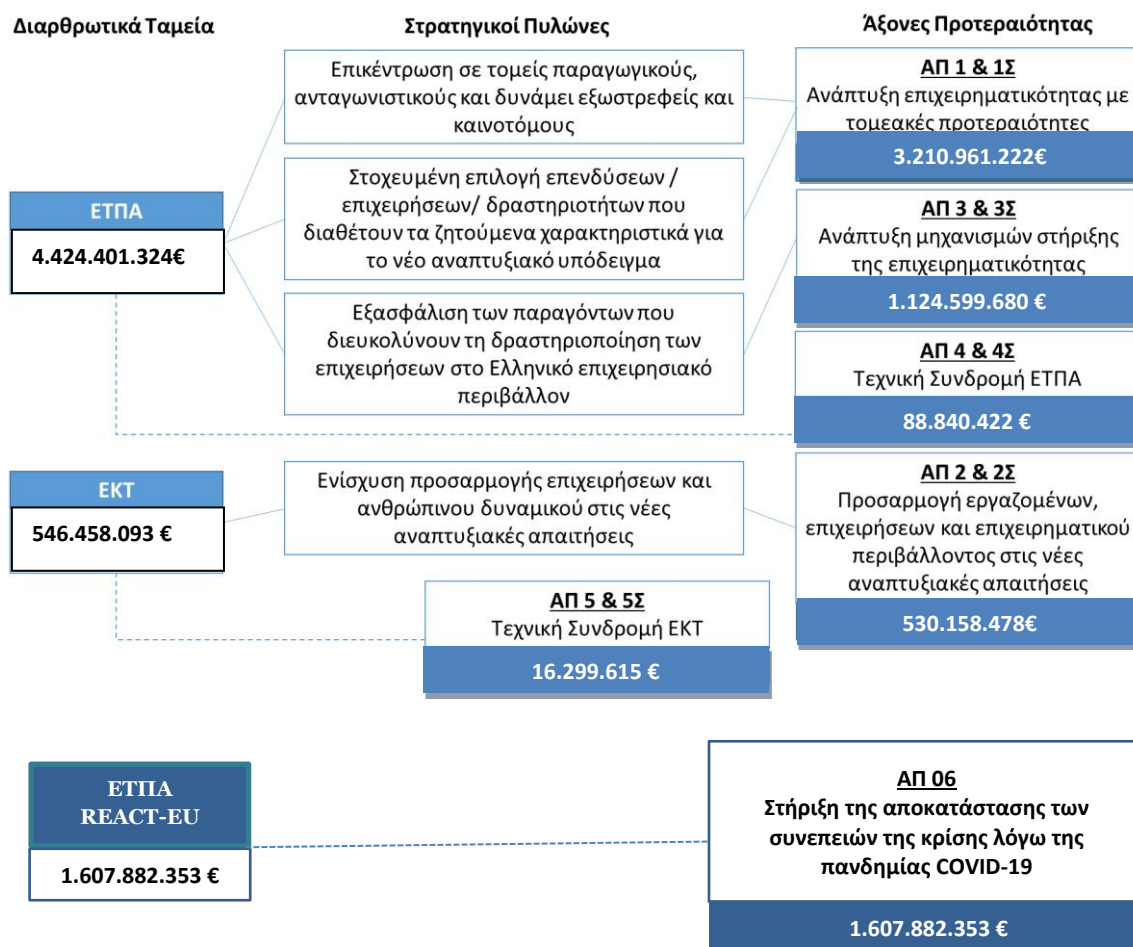 Διαρθρωτικά Ταμεία
Στρατηγικοί Πυλώνες
Άξονες Προτεραιότητας
Επικέντρωση σε τομείς παραγωγικούς,
ανταγωνιστικούς και δυνάμει εξωστρεφείς και
καινοτόμους
ΑΠ 1 & 1Σ
Ανάπτυξη επιχειρηματικότητας με
τομεακές προτεραιότητες
3.210.961.222€
ΕΤΠΑ
4.424.401.324€
Στοχευμένη επιλογή επενδύσεων /
επιχειρήσεων/ δραστηριοτήτων που
διαθέτουν τα ζητούμενα χαρακτηριστικά για
το νέο αναπτυξιακό υπόδειγμα
ΑΠ 3 & 3Σ
Ανάπτυξη μηχανισμών στήριξης
της επιχειρηματικότητας
1.124.599.680 €
Εξασφάλιση των παραγόντων που
διευκολύνουν τη δραστηριοποίηση των
επιχειρήσεων στο Ελληνικό επιχειρησιακό
περιβάλλον
ΑΠ 4 & 4Σ
Τεχνική Συνδρομή ΕΤΠΑ
88.840.422 €
ΕΚΤ
546.458.093 €
Ενίσχυση προσαρμογής επιχειρήσεων και
ανθρώπινου δυναμικού στις νέες
αναπτυξιακές απαιτήσεις
ΑΠ 2 & 2Σ
Προσαρμογή εργαζομένων,
επιχειρήσεων και επιχειρηματικού
περιβάλλοντος στις νέες
αναπτυξιακές απαιτήσεις
530.158.478€
ΑΠ 5 & 5Σ
Τεχνική Συνδρομή ΕΚΤ
16.299.615 €
ΕΤΠΑ
REACT-EU
1.607.882.353 €
ΑΠ 06
Στήριξη της αποκατάστασης των
συνεπειών της κρίσης λόγω της
πανδημίας COVID-19
1.607.882.353 €